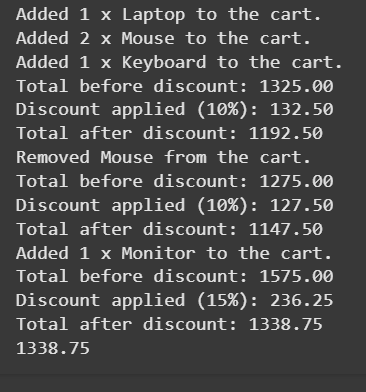 Added 1 x Laptop to the cart.
Added 2 x Mouse to the cart.
Added 1 x Keyboard to the cart.
Total before discount: 1325.00
Discount applied (10%): 132.50
Total after discount: 1192.50
Removed Mouse from the cart.
Total before discount: 1275.00
Discount applied (10%): 127.50
Total after discount: 1147.50
Added 1 x Monitor to the cart.
Total before discount: 1575.00
Discount applied (15%): 236.25
Total after discount: 1338.75
1338.75